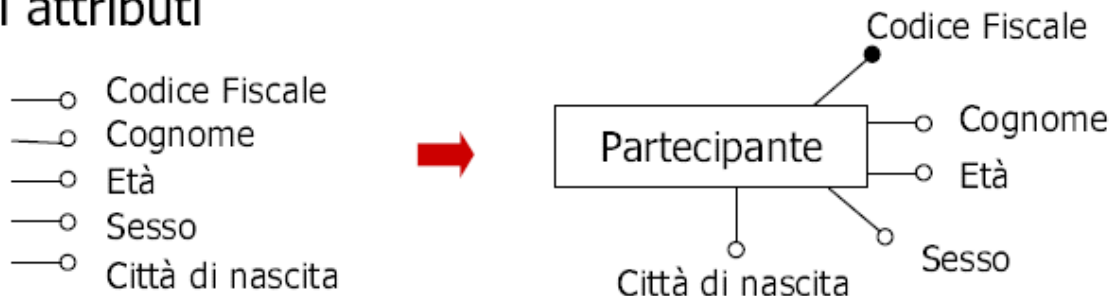 i attributi
Codice Fiscale
Cognome
Età
Sesso
Città di nascita
Codice Fiscale
Partecipante
Cognome
Età
Sesso
Città di nascita